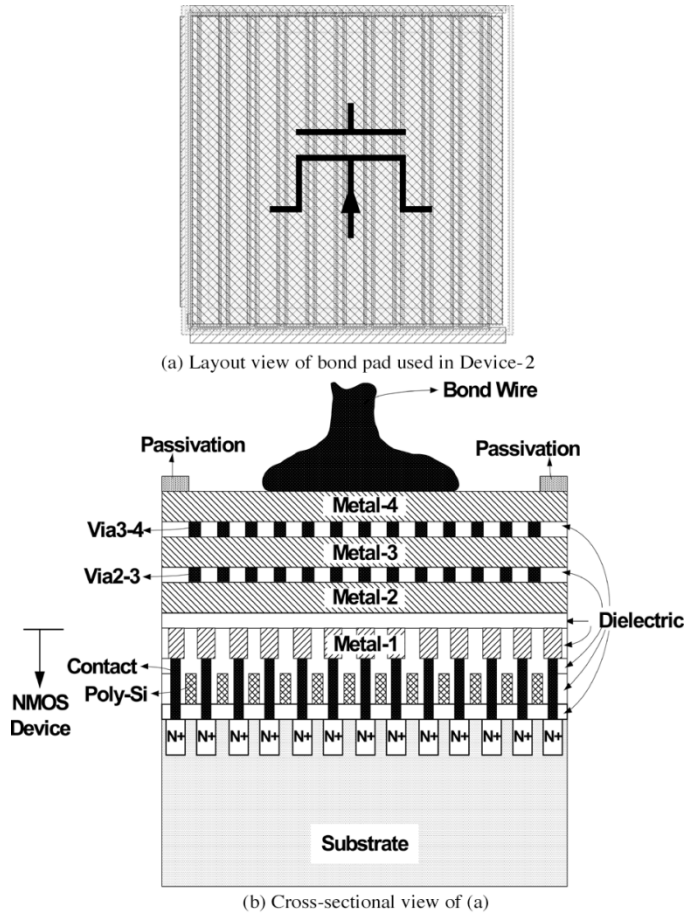 (a) Layout view of bond pad used in Device-2
Bond Wire
Passivation
Passivation
Metal-4
Via3-4
Metal-3
Via2-3
Metal-2
Dielectric
Metal-1
Contact
Poly-Si
NMOS
Device
N+ N+ N+ N+ N+ N+ N+ N+ N+ N+ N+ N+ N+
Substrate
(b) Cross-sectional view of (a)